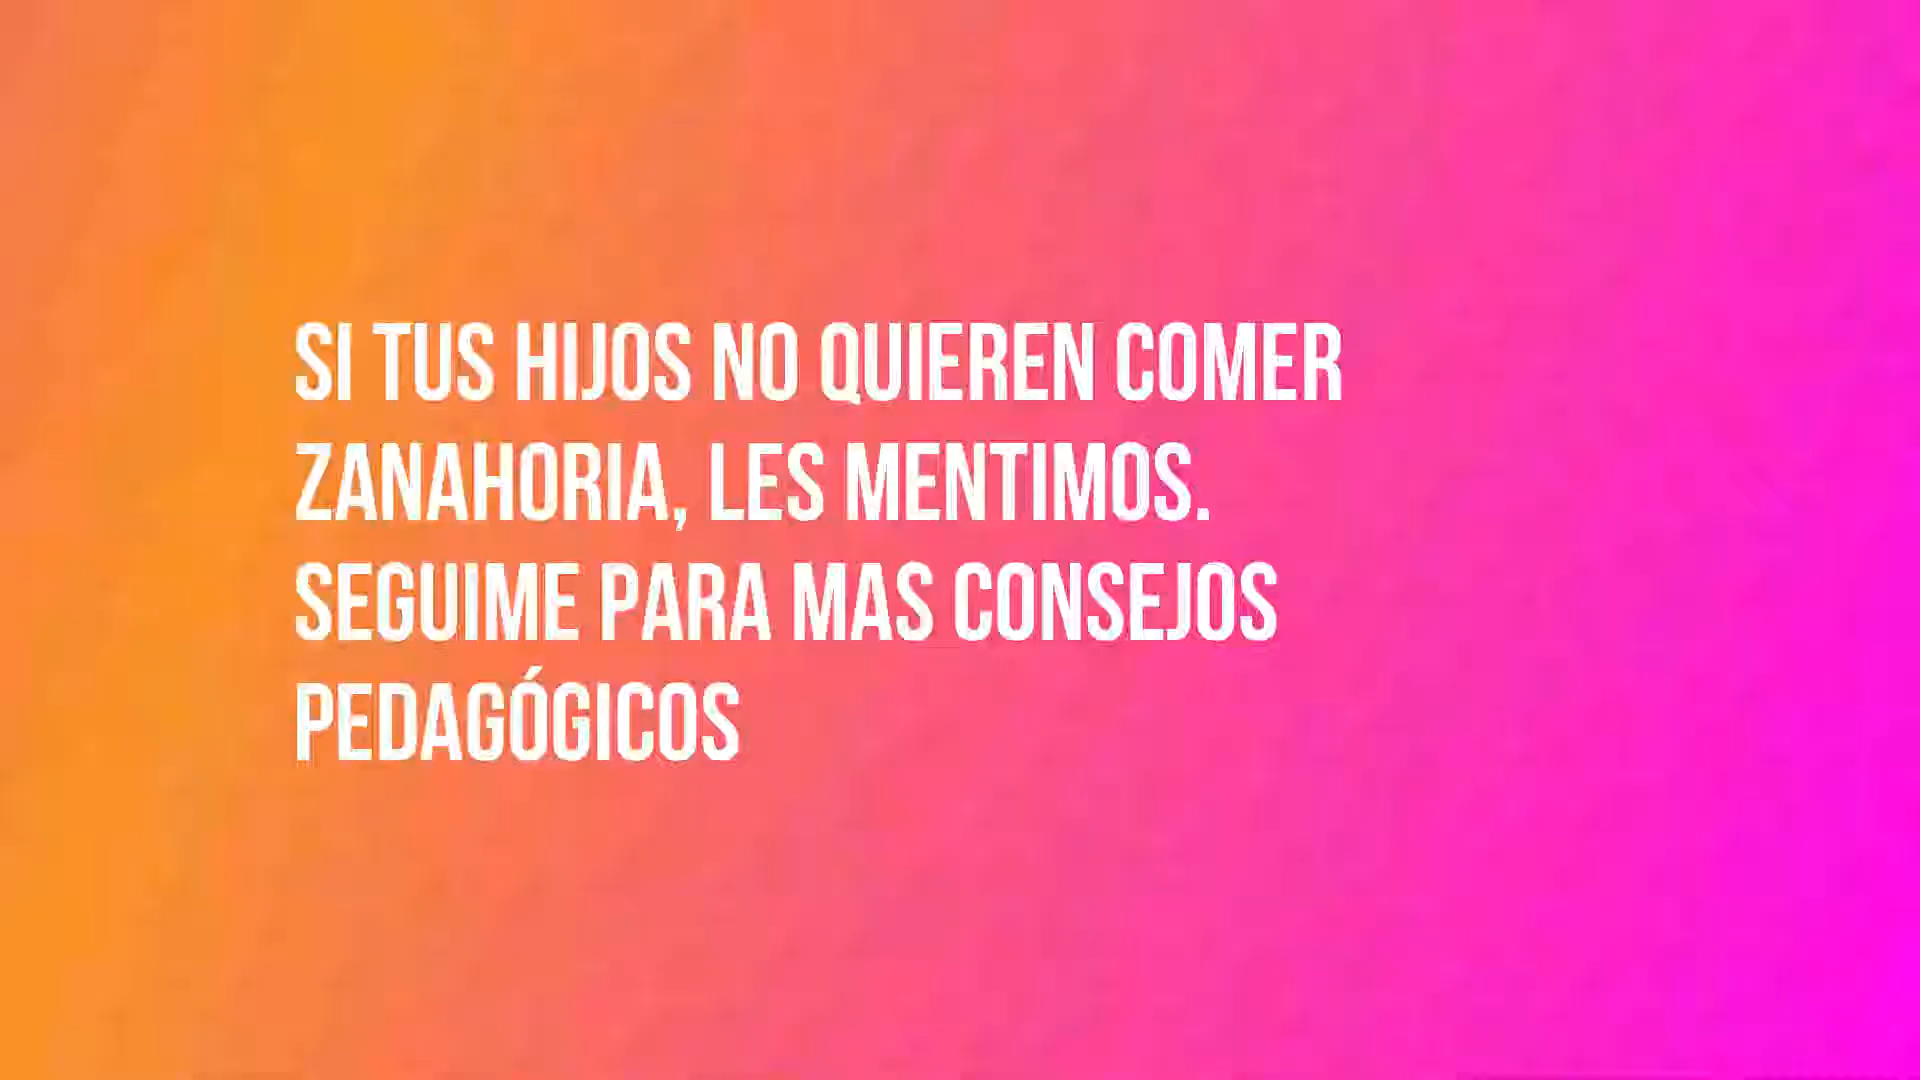 SI TUS HIJOS NO QUIEREN COMER
ZANAHORIA, LES MENTIMOS.
SEGUIME PARA MAS CONSEJOS
PEDAGÓGICOS